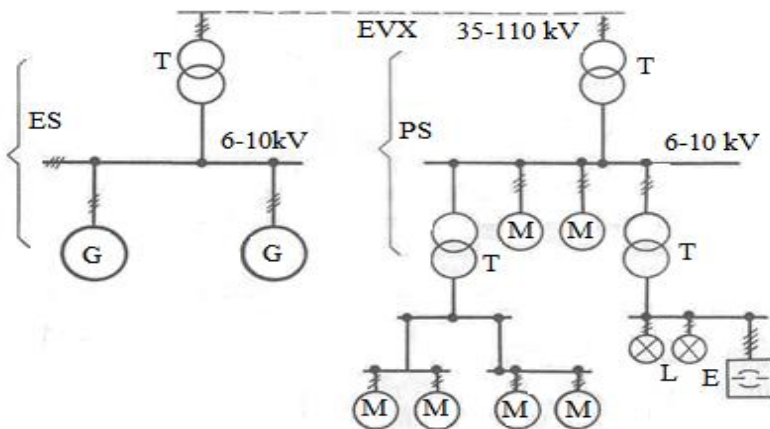 EVX 35-110 kV
T T
ES PS
6-10kV 6-10 kV
G G M M
T T
L E
M M M M